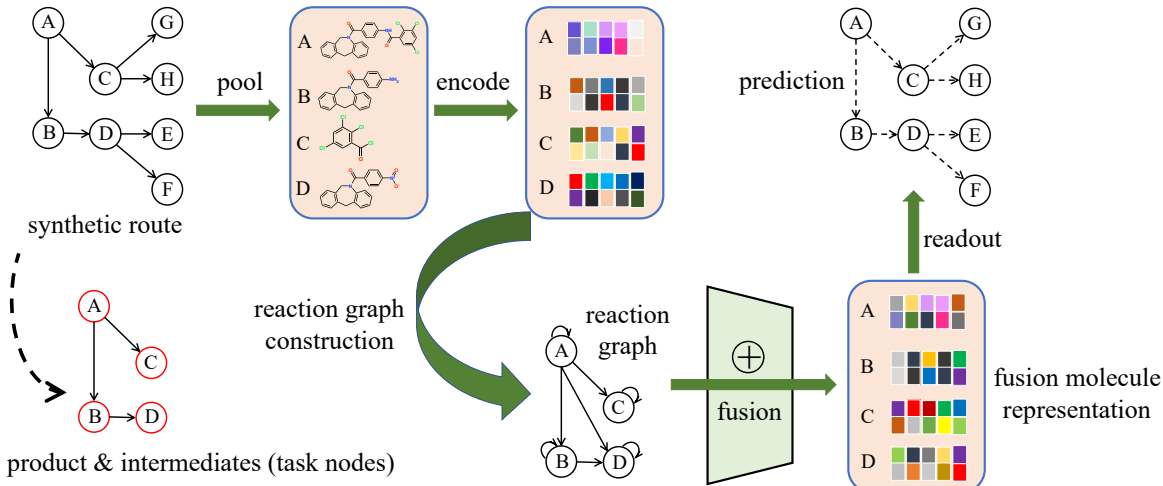 A
G
C
H
B
D
E
F
synthetic route
pool
A
B
C
D
encode
A
B
C
D
prediction
A
G
C
H
B
D
E
F
readout
A
C
B
D
product & intermediates (task nodes)
reaction graph
construction
reaction
graph
A
C
B
D
fusion
A
B
C
D
fusion molecule
representation